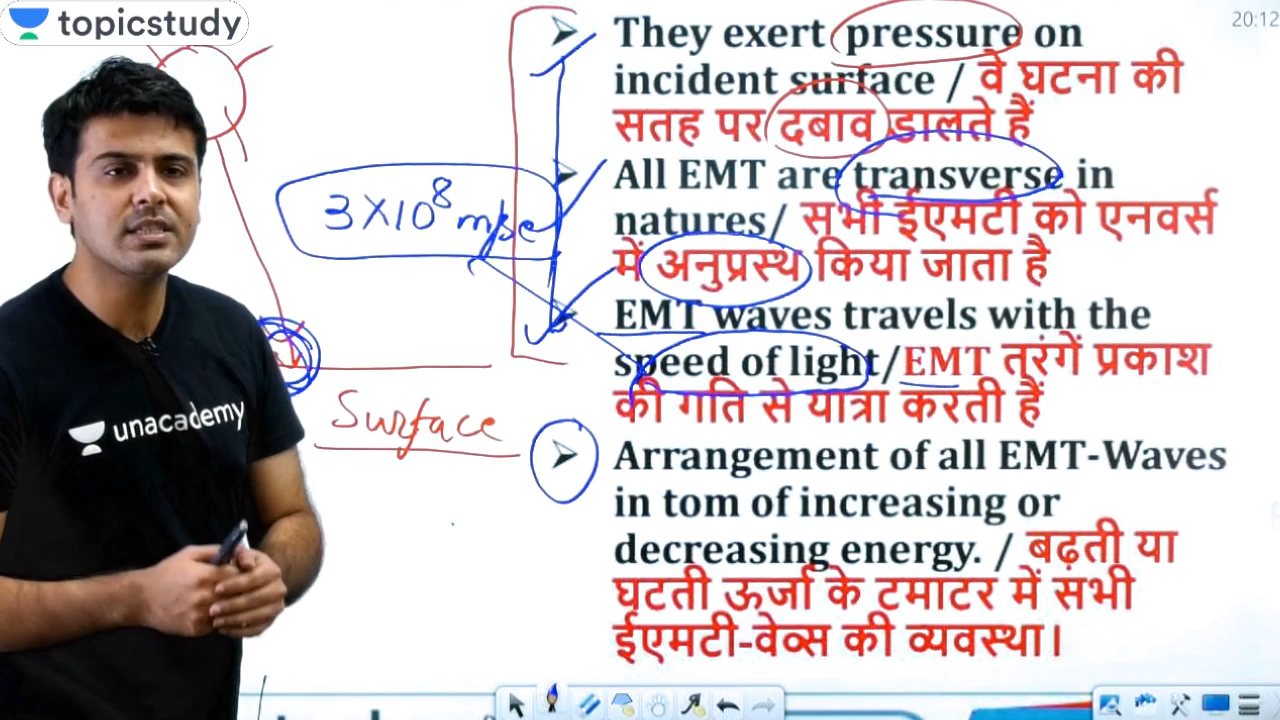 topicstudy
20:12
They exert pressure on
incident surface / वे घटना की
सतह पर दबाव डालते हैं
All EMT are transverse in
natures/ सभी ईएमटी को एनवर्स
में अनुप्रस्थ किया जाता है
EMT waves travels with the
speed of light/EMT तरंगें प्रकाश
की गति से यात्रा करती हैं
Arrangement of all EMT-Waves
in tom of increasing or
decreasing energy. / बढ़ती या
घटती ऊर्जा के टमाटर में सभी
ईएमटी-वेव्स की व्यवस्था।
3X10⁸ m/se
Surface
unacademy